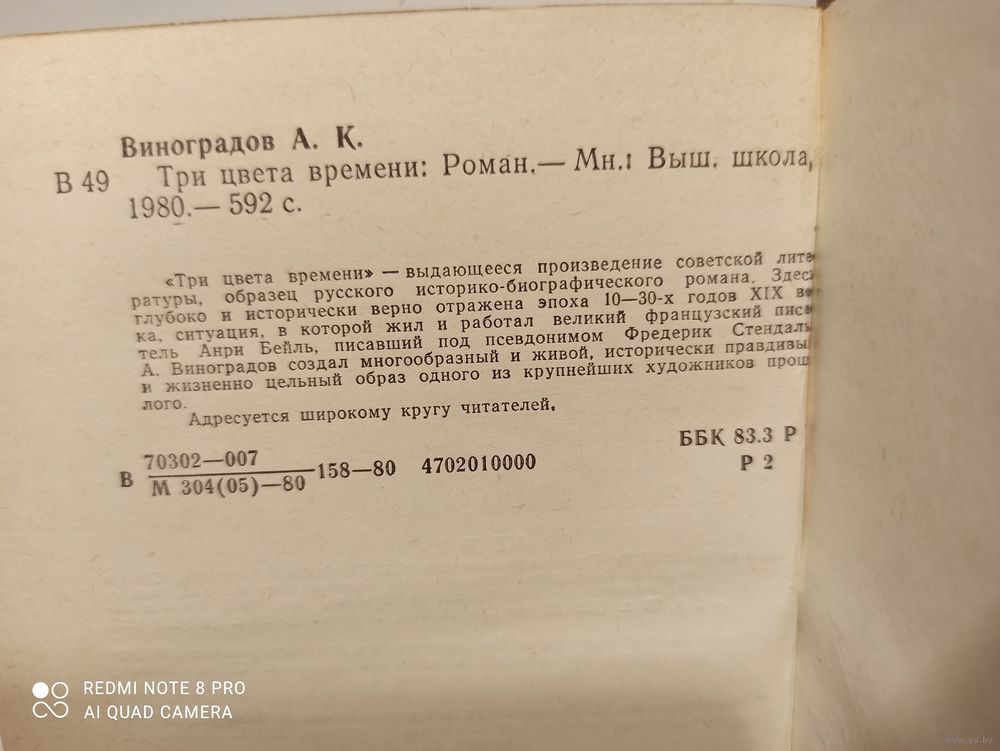 Виноградов А. К.
В 49 Три цвета времени: Роман.— Мн.: Выш. школа,
1980.— 592 с.
«Три цвета времени» — выдающееся произведение советской лите
ратуры, образец русского историко-биографического романа. Здес
глубоко и исторически верно отражена эпоха 10—30-х годов XIX ве
ка, ситуация, в которой жил и работал великий французский писа
тель Анри Бейль, писавший под псевдонимом Фредерик Стендаль
А. Виноградов создал многообразный и живой, исторически правдивы
и жизненно цельный образ одного из крупнейших художников прош
лого.
Адресуется широкому кругу читателей.
В 70302—007
М 304(05)—80 158—80 4702010000
ББК 83.3 Р
Р 2
REDMI NOTE 8 PRO
AI QUAD CAMERA
www.ay.by